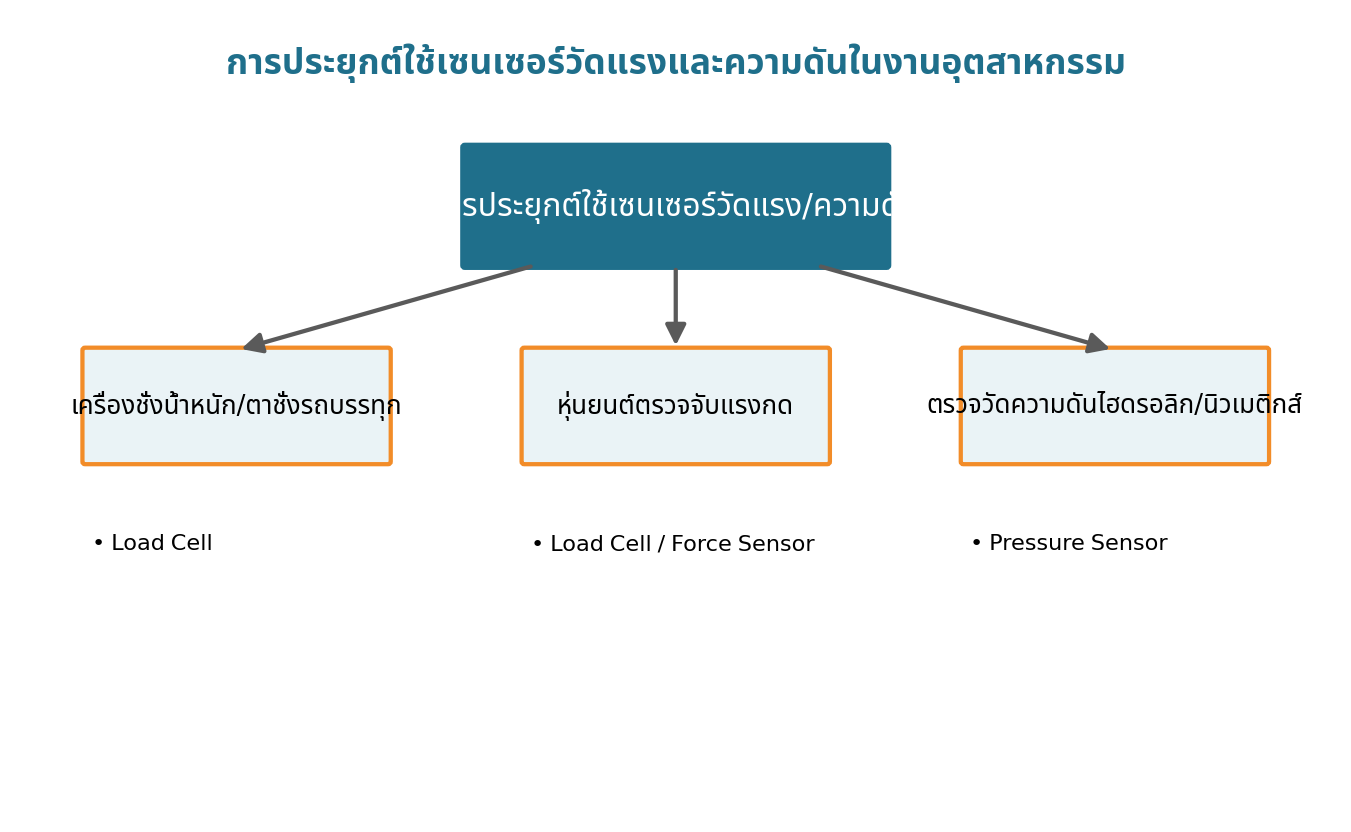 การประยุกต์ใช้เซนเซอร์วัดแรงและความดันในงานอุตสาหกรรม
รประยุกต์ใช้เซนเซอร์วัดแรง/ความดั
เครื่องชั่งน้ำหนัก/ตาชั่งรถบรรทุก
หุ่นยนต์ตรวจจับแรงกด
ตรวจวัดความดันไฮดรอลิก/นิวเมติกส์
• Load Cell
• Load Cell / Force Sensor
• Pressure Sensor